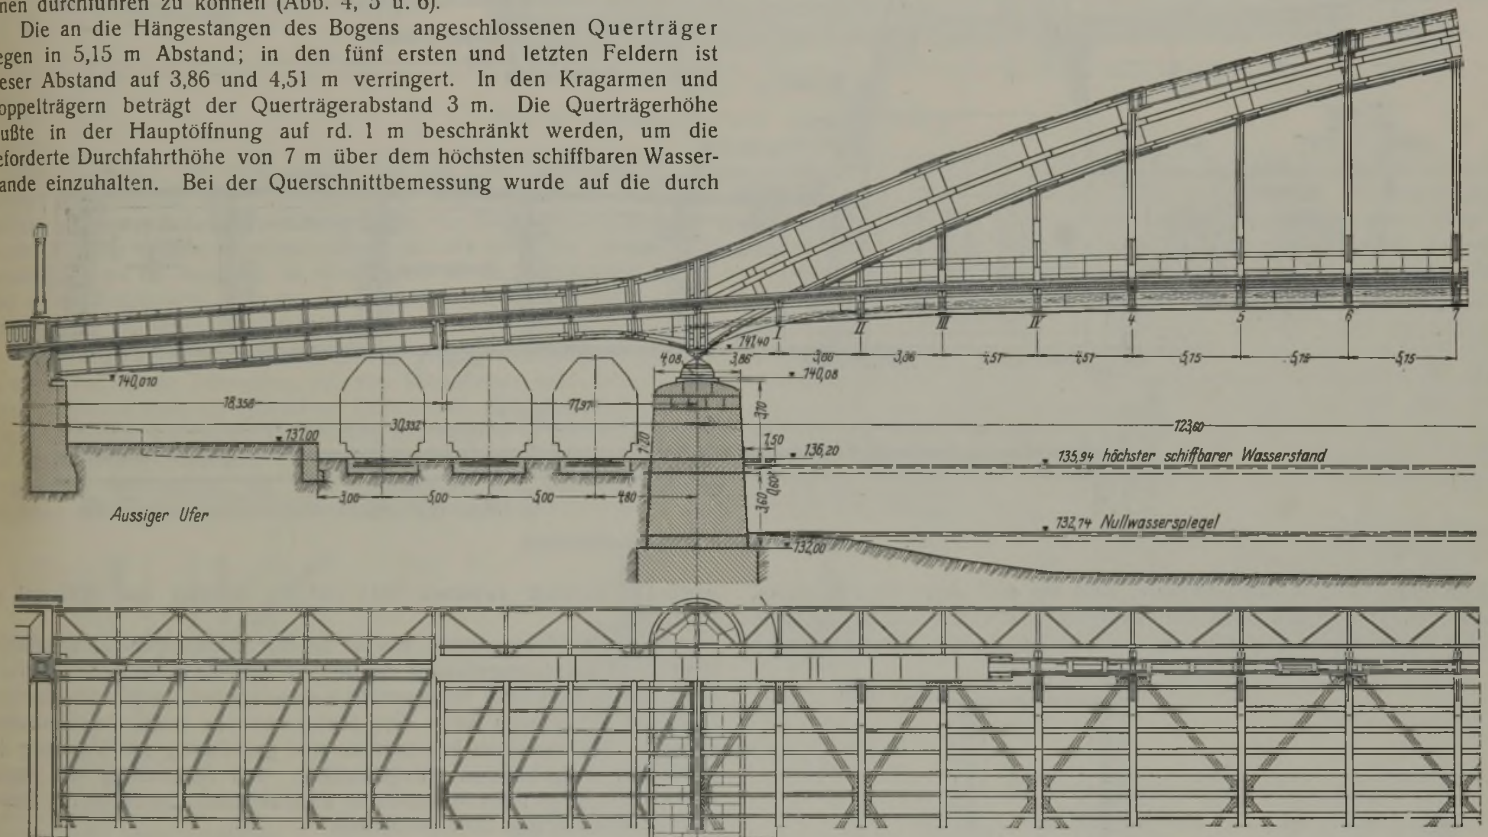 nen durchführen zu können (Abb. 4, 5 u. 6).
Die an die Hängestangen des Bogens angeschlossenen Querträger
egen in 5,15 m Abstand; in den fünf ersten und letzten Feldern ist
eser Abstand auf 3,86 und 4,51 m verringert. In den Kragarmen und
oppelträgern beträgt der Querträgerabstand 3 m. Die Querträgerhöhe
ußte in der Hauptöffnung auf rd. 1 m beschränkt werden, um die
eforderte Durchfahrthöhe von 7 m über dem höchsten schiffbaren Wasser-
ande einzuhalten. Bei der Querschnittbemessung wurde auf die durch
I II III IV 4 5 6 7
141,40
4,08 3,86 3,86 3,86 4,51 4,51 5,15 5,15 5,15
140,010
140,08
18,358 11,97
3,70
30,332
123,60
137,00
7,20
1,50
136,20
135,94 höchster schiffbarer Wasserstand
3,00 5,00 5,00 4,80
3,60 0,60
Aussiger Ufer
132,74 Nullwasserspiegel
132,00